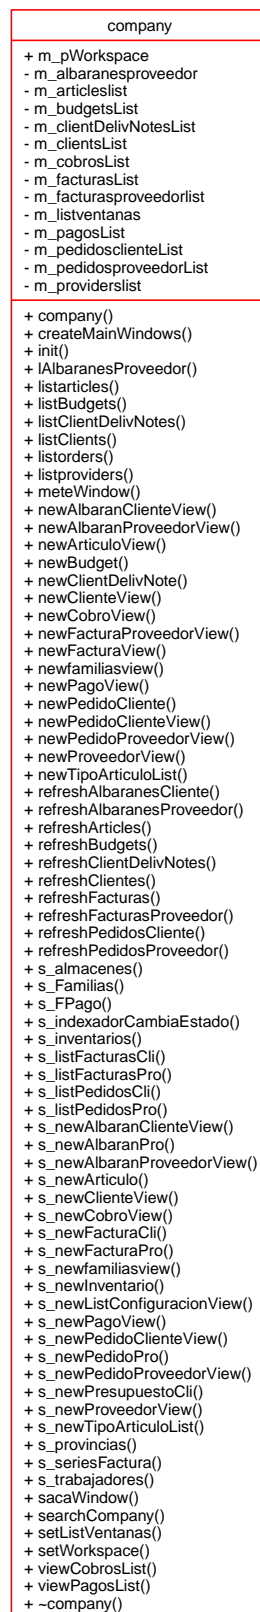 company
+ m_pWorkspace
- m_albaranesproveedor
- m_articleslist
- m_budgetsList
- m_clientDelivNotesList
- m_clientsList
- m_cobrosList
- m_facturasList
- m_facturasproveedorlist
- m_listventanas
- m_pagosList
- m_pedidosclienteList
- m_pedidosproveedorList
- m_providerslist
+ company()
+ createMainWindows()
+ init()
+ lAlbaranesProveedor()
+ listarticles()
+ listBudgets()
+ listClientDelivNotes()
+ listClients()
+ listorders()
+ listproviders()
+ meteWindow()
+ newAlbaranClienteView()
+ newAlbaranProveedorView()
+ newArticuloView()
+ newBudget()
+ newClientDelivNote()
+ newClienteView()
+ newCobroView()
+ newFacturaProveedorView()
+ newFacturaView()
+ newfamiliasview()
+ newPagoView()
+ newPedidoCliente()
+ newPedidoClienteView()
+ newPedidoProveedorView()
+ newProveedorView()
+ newTipoArticuloList()
+ refreshAlbaranesCliente()
+ refreshAlbaranesProveedor()
+ refreshArticles()
+ refreshBudgets()
+ refreshClientDelivNotes()
+ refreshClientes()
+ refreshFacturas()
+ refreshFacturasProveedor()
+ refreshPedidosCliente()
+ refreshPedidosProveedor()
+ s_almacenes()
+ s_Familias()
+ s_FPago()
+ s_indexadorCambiaEstado()
+ s_inventarios()
+ s_listFacturasCli()
+ s_listFacturasPro()
+ s_listPedidosCli()
+ s_listPedidosPro()
+ s_newAlbaranClienteView()
+ s_newAlbaranPro()
+ s_newAlbaranProveedorView()
+ s_newArticulo()
+ s_newClienteView()
+ s_newCobroView()
+ s_newFacturaCli()
+ s_newFacturaPro()
+ s_newfamiliasview()
+ s_newInventario()
+ s_newListConfiguracionView()
+ s_newPagoView()
+ s_newPedidoClienteView()
+ s_newPedidoPro()
+ s_newPedidoProveedorView()
+ s_newPresupuestoCli()
+ s_newProveedorView()
+ s_newTipoArticuloList()
+ s_provincias()
+ s_seriesFactura()
+ s_trabajadores()
+ sacaWindow()
+ searchCompany()
+ setListVentanas()
+ setWorkspace()
+ viewCobrosList()
+ viewPagosList()
+ ~company()